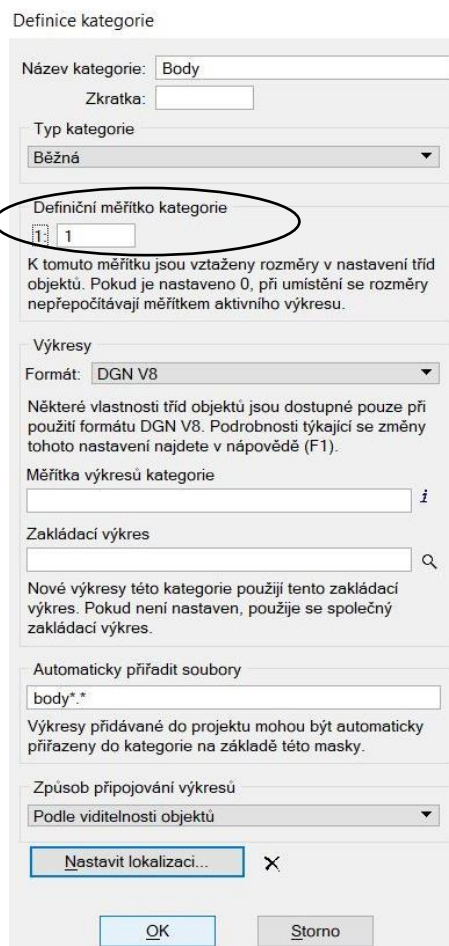 Definice kategorie
Název kategorie: Body
Zkratka:
Typ kategorie
Běžná
Definiční měřítko kategorie
1: 1
K tomuto měřítku jsou vztaženy rozměry v nastavení tříd
objektů. Pokud je nastaveno 0, při umístění se rozměry
nepřepočítávají měřítkem aktivního výkresu.
Výkresy
Formát: DGN V8
Některé vlastnosti tříd objektů jsou dostupné pouze při
použití formátu DGN V8. Podrobnosti týkající se změny
tohoto nastavení najdete v nápovědě (F1).
Měřítka výkresů kategorie
i
Zakládací výkres
Nové výkresy této kategorie použijí tento zakládací
výkres. Pokud není nastaven, použije se společný
zakládací výkres.
Automaticky přiřadit soubory
body*.*
Výkresy přidávané do projektu mohou být automaticky
přiřazeny do kategorie na základě této masky.
Způsob připojování výkresů
Podle viditelnosti objektů
Nastavit lokalizaci...
OK Storno